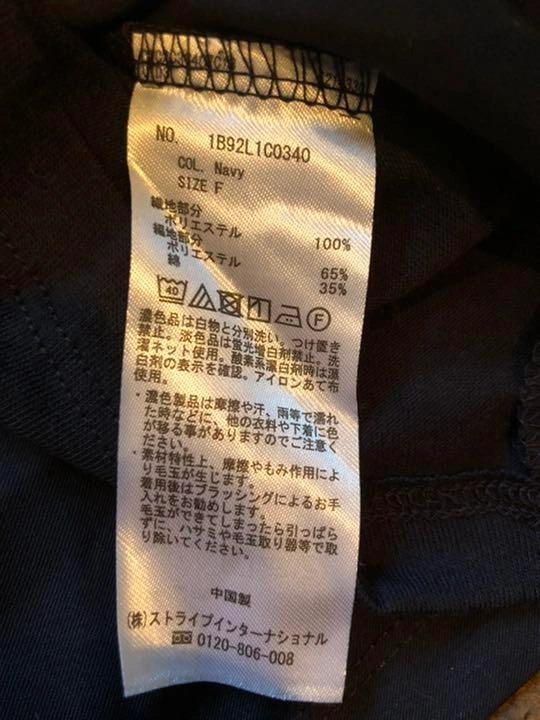 NO. 1B92L1C0340
COL. Navy
SIZE F
織地部分
ポリエステル 100%
編地部分
ポリエステル 65%
綿 35%
40
F
濃色品は白物と分別洗い。つけ置き
禁止。淡色品は蛍光増白剤禁止。洗
濯ネット使用。酸素系漂白剤時は漂
白剤の表示を確認。アイロンあて布
使用。
・濃色製品は摩擦や汗、雨等で濡れ
た時などに、他の衣料や下着に色
が移る事がありますのでご注意く
ださい。
・素材特性上、摩擦やもみ作用によ
り毛玉が生じます。
着用後はブラッシングによるお手
入れをお勧めします。
毛玉ができてしまったら引っぱら
ずに、ハサミや毛玉取り器等で取
り除いてください。
中国製
(株)ストライプインターナショナル
0120-806-008